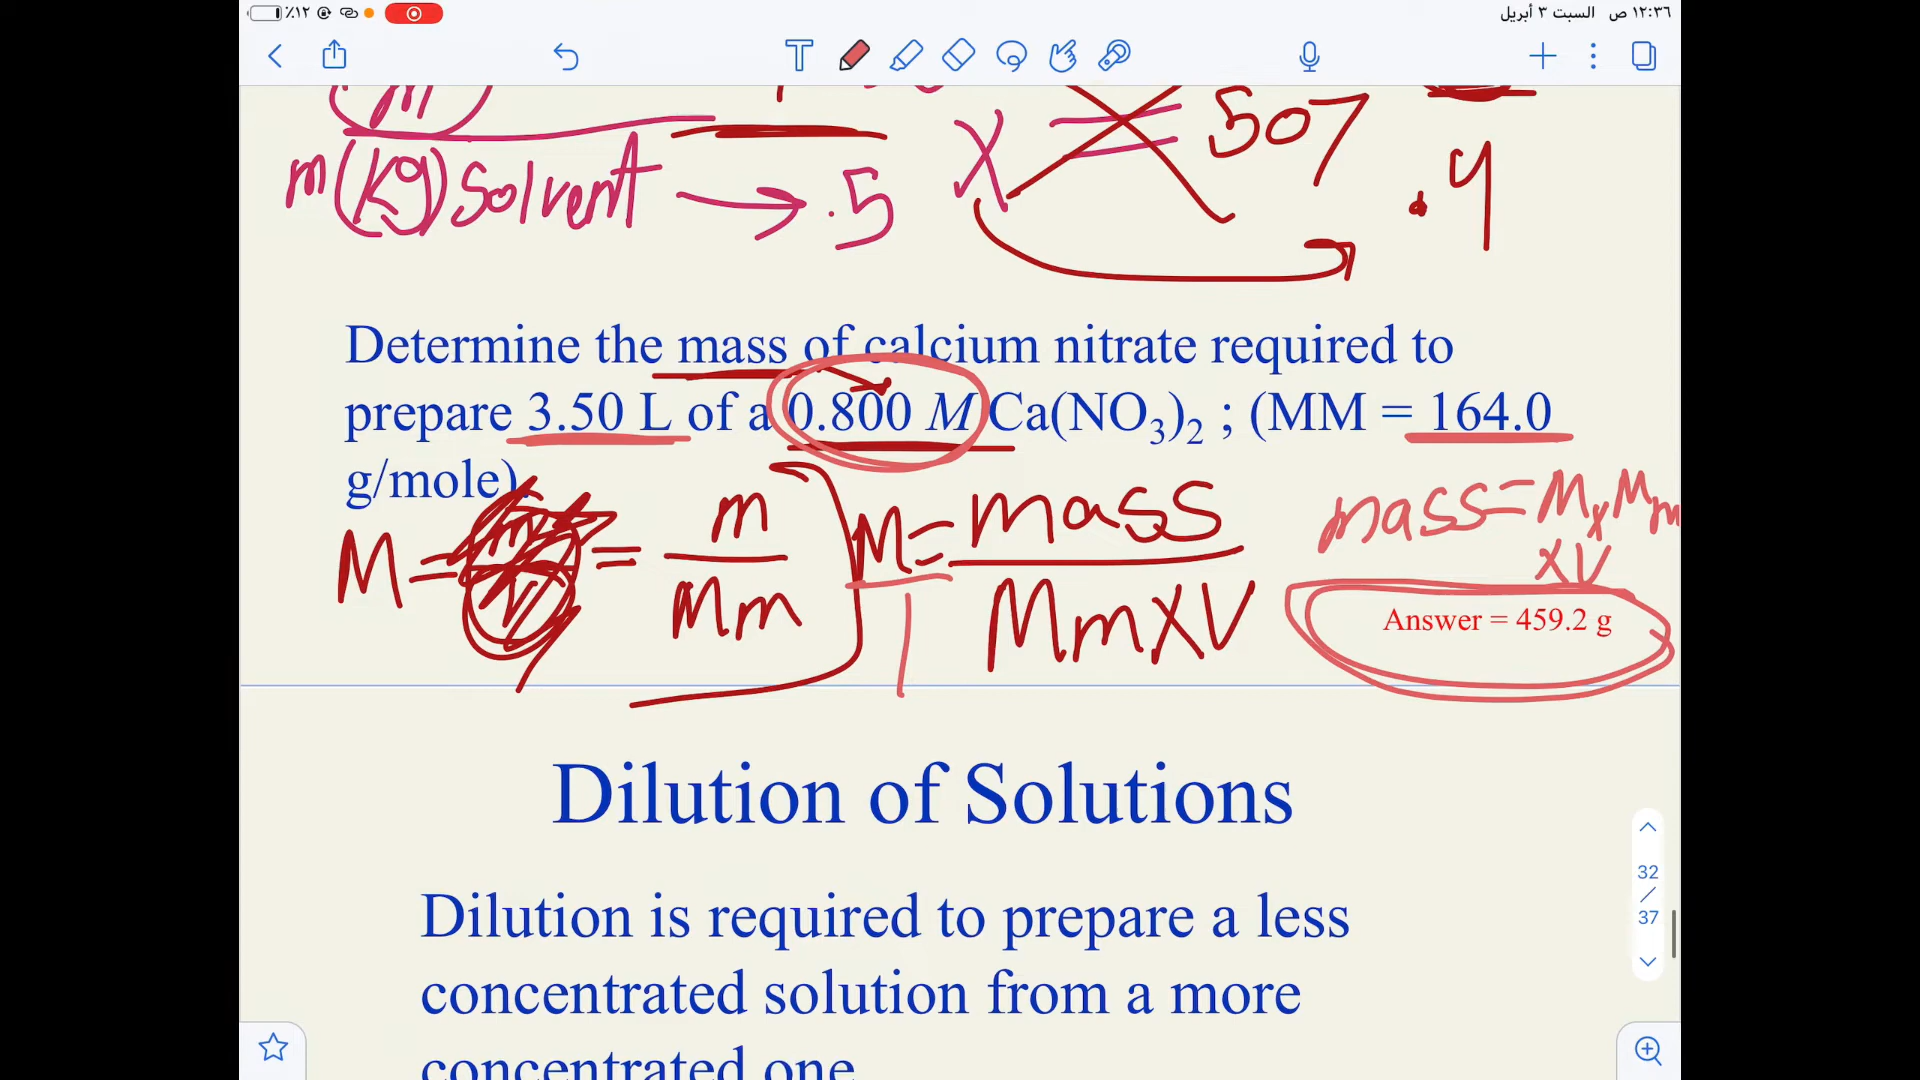 ٪١٢
١٢:٣٦ ص السبت ٣ أبريل
m
m(Kg) Solvent → .5
X
507
.9
Determine the mass of calcium nitrate required to
prepare 3.50 L of a 0.800 M Ca(NO₃)₂ ; (MM = 164.0
g/mole).
M = = m / Mm
M = mass / Mm X V
mass = M x Mm
X V
Answer = 459.2 g
Dilution of Solutions
Dilution is required to prepare a less
concentrated solution from a more
concentrated one
32
/
37